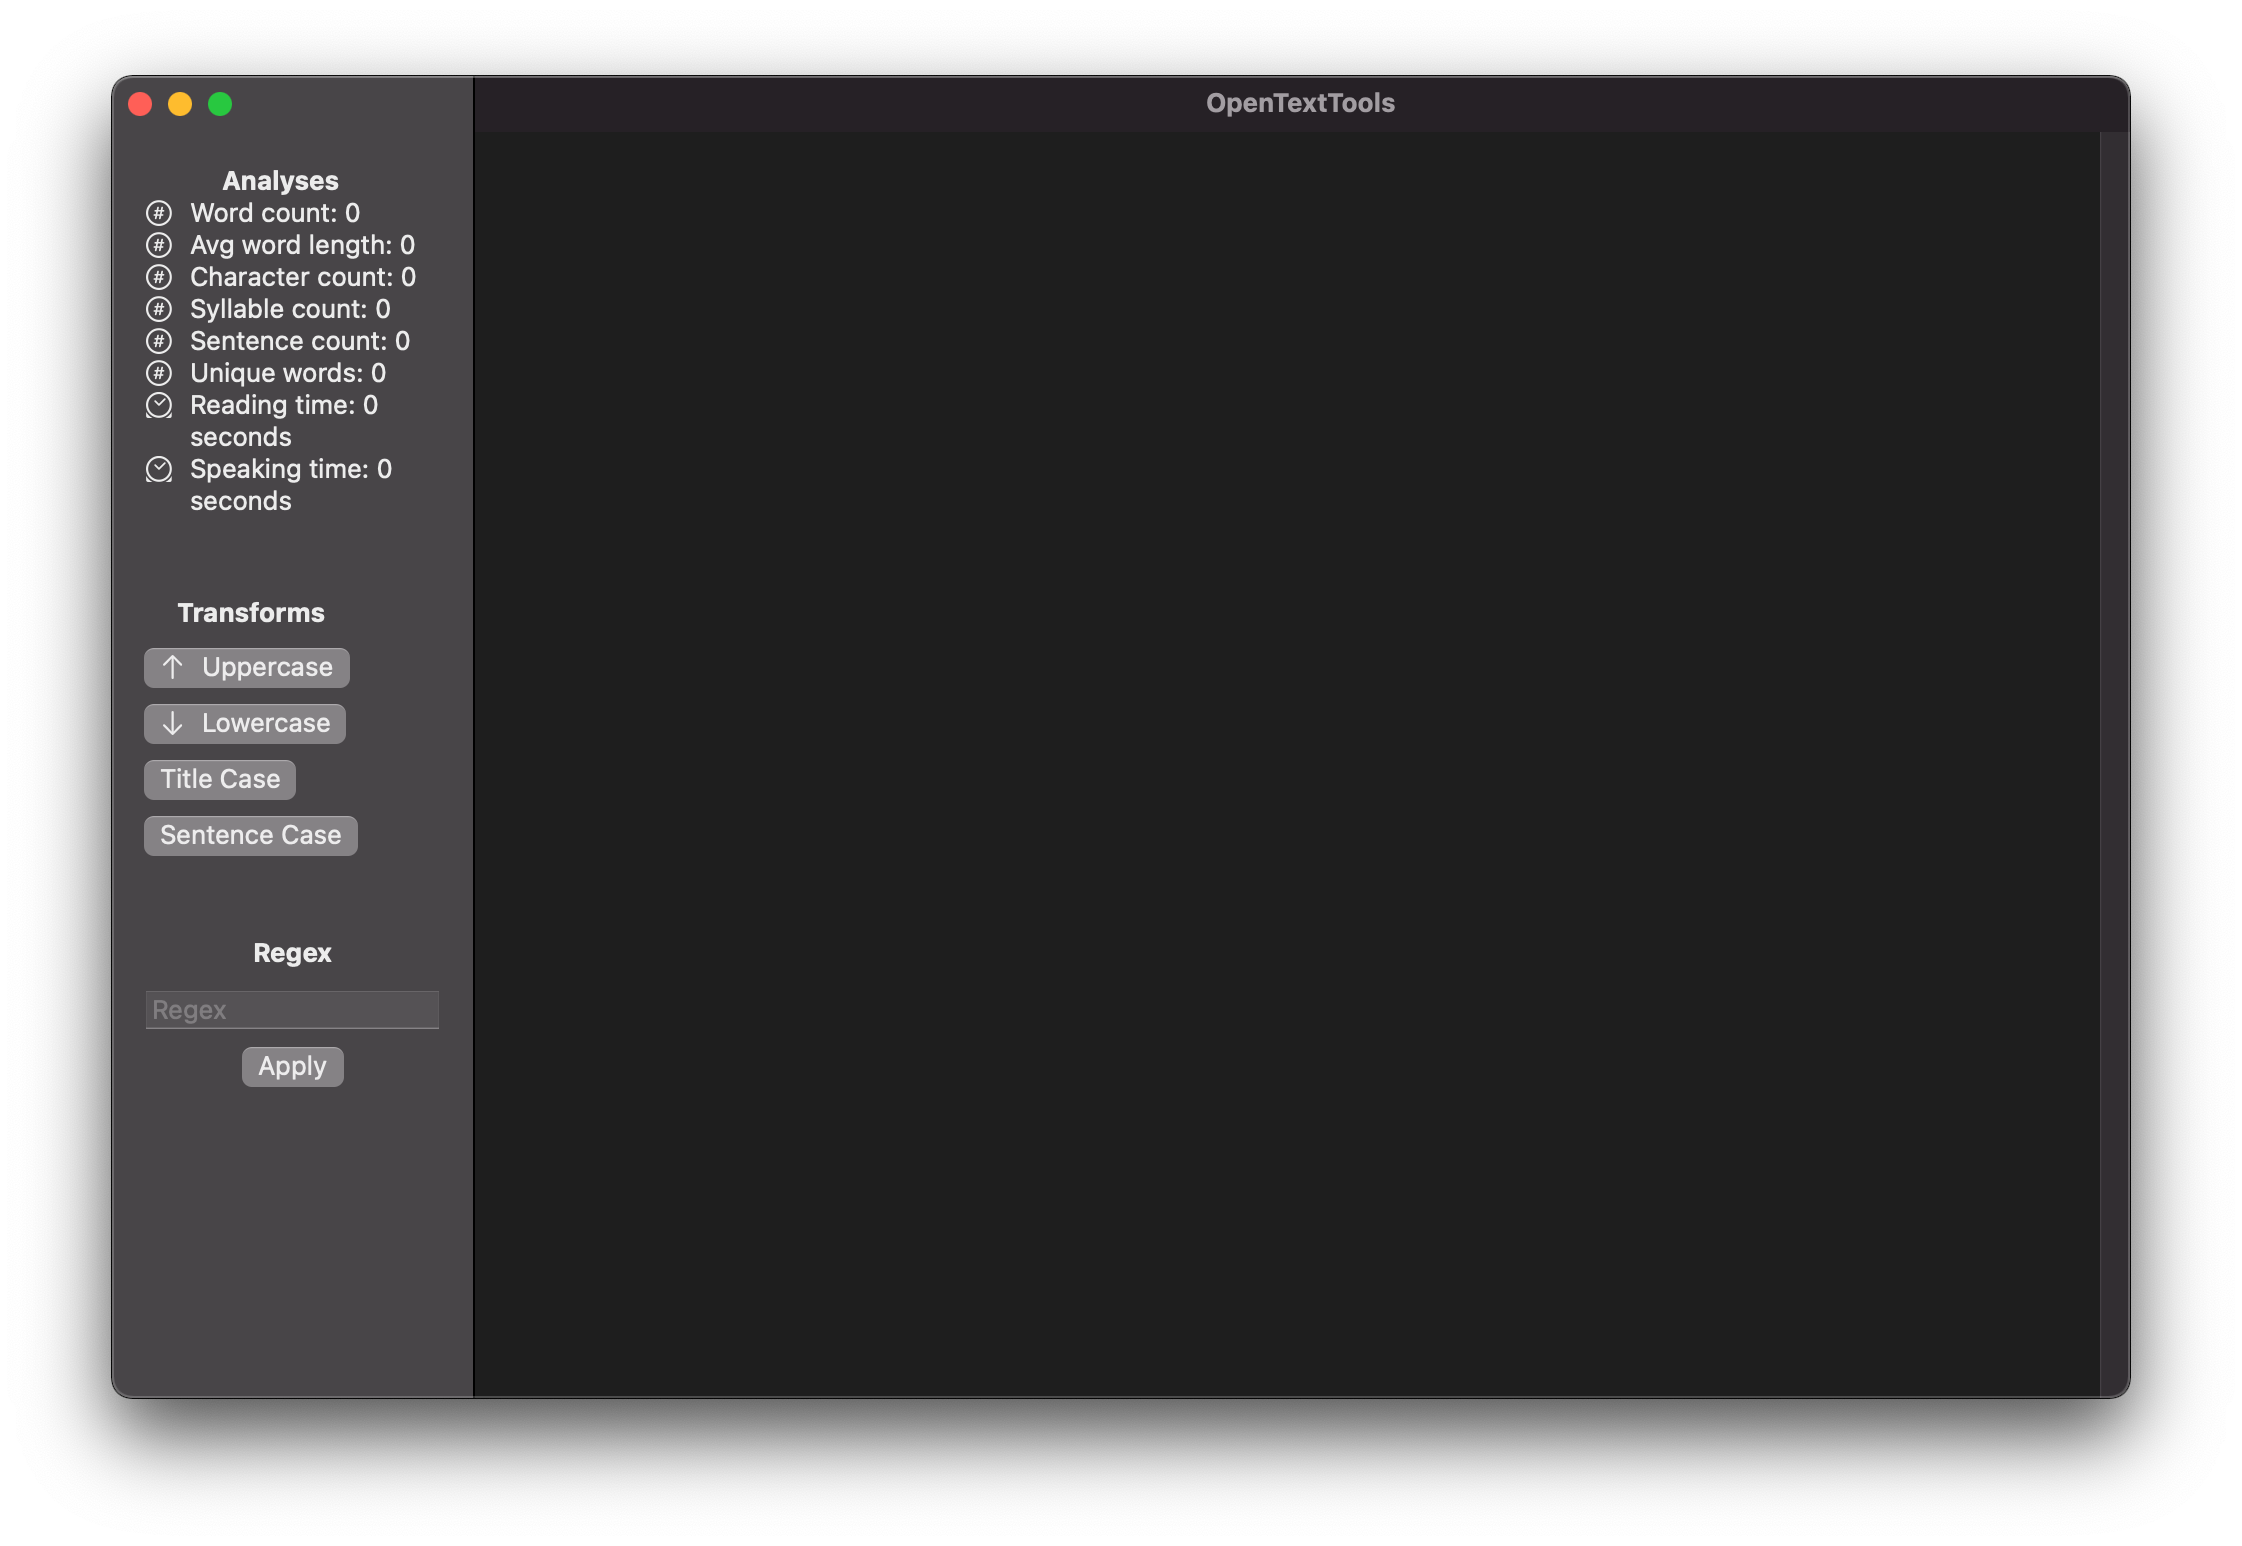 OpenTextTools
Analyses
Word count: 0
Avg word length: 0
Character count: 0
Syllable count: 0
Sentence count: 0
Unique words: 0
Reading time: 0
seconds
Speaking time: 0
seconds
Transforms
↑ Uppercase
↓ Lowercase
Title Case
Sentence Case
Regex
Regex
Apply